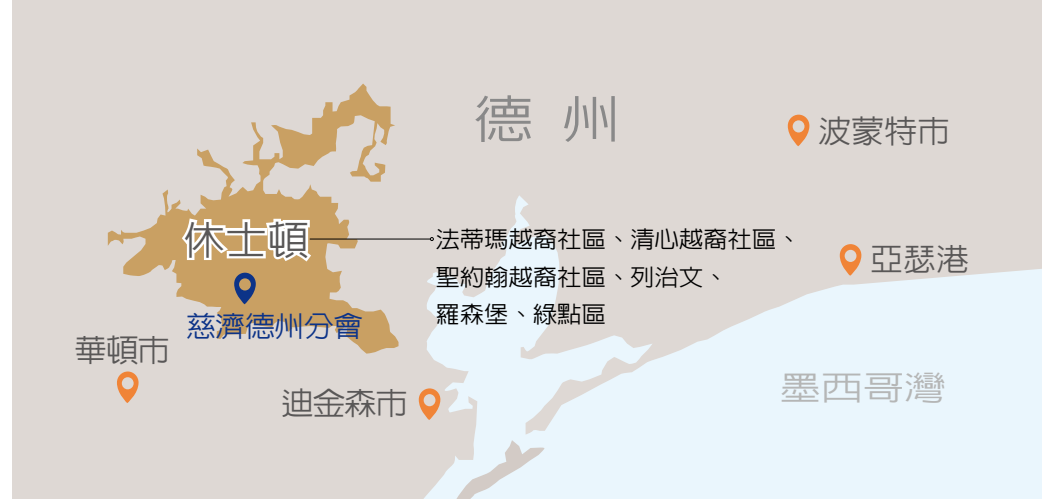 德 州
波蒙特市
休士頓
法蒂瑪越裔社區、清心越裔社區、
聖約翰越裔社區、列治文、
羅森堡、綠點區
亞瑟港
慈濟德州分會
華頓市
迪金森市
墨西哥灣